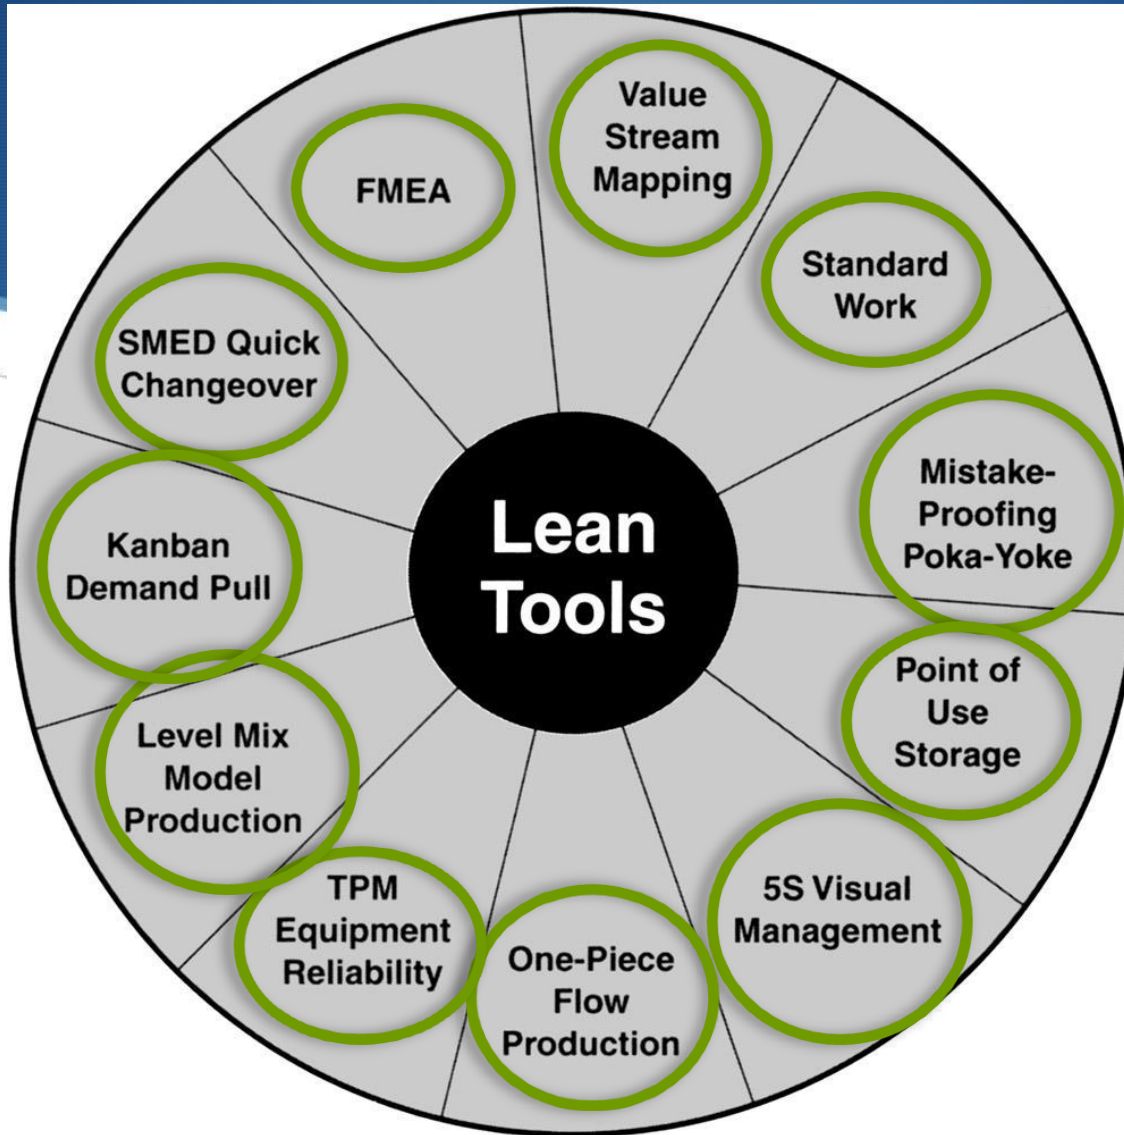 Value
Stream
Mapping
Standard
Work
Mistake-
Proofing
Poka-Yoke
Point of
Use
Storage
5S Visual
Management
One-Piece
Flow
Production
TPM
Equipment
Reliability
Level Mix
Model
Production
Kanban
Demand Pull
SMED Quick
Changeover
FMEA
Lean
Tools